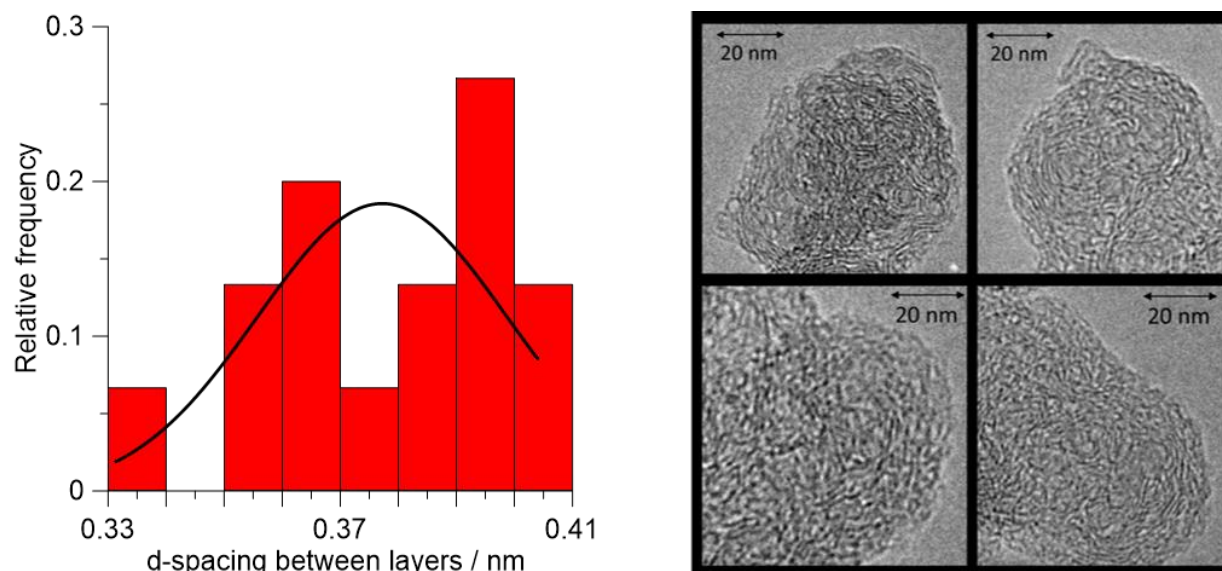 0.3
0.2
0.1
0
Relative frequency
0.33
0.37
0.41
d-spacing between layers / nm
20 nm
20 nm
20 nm
20 nm